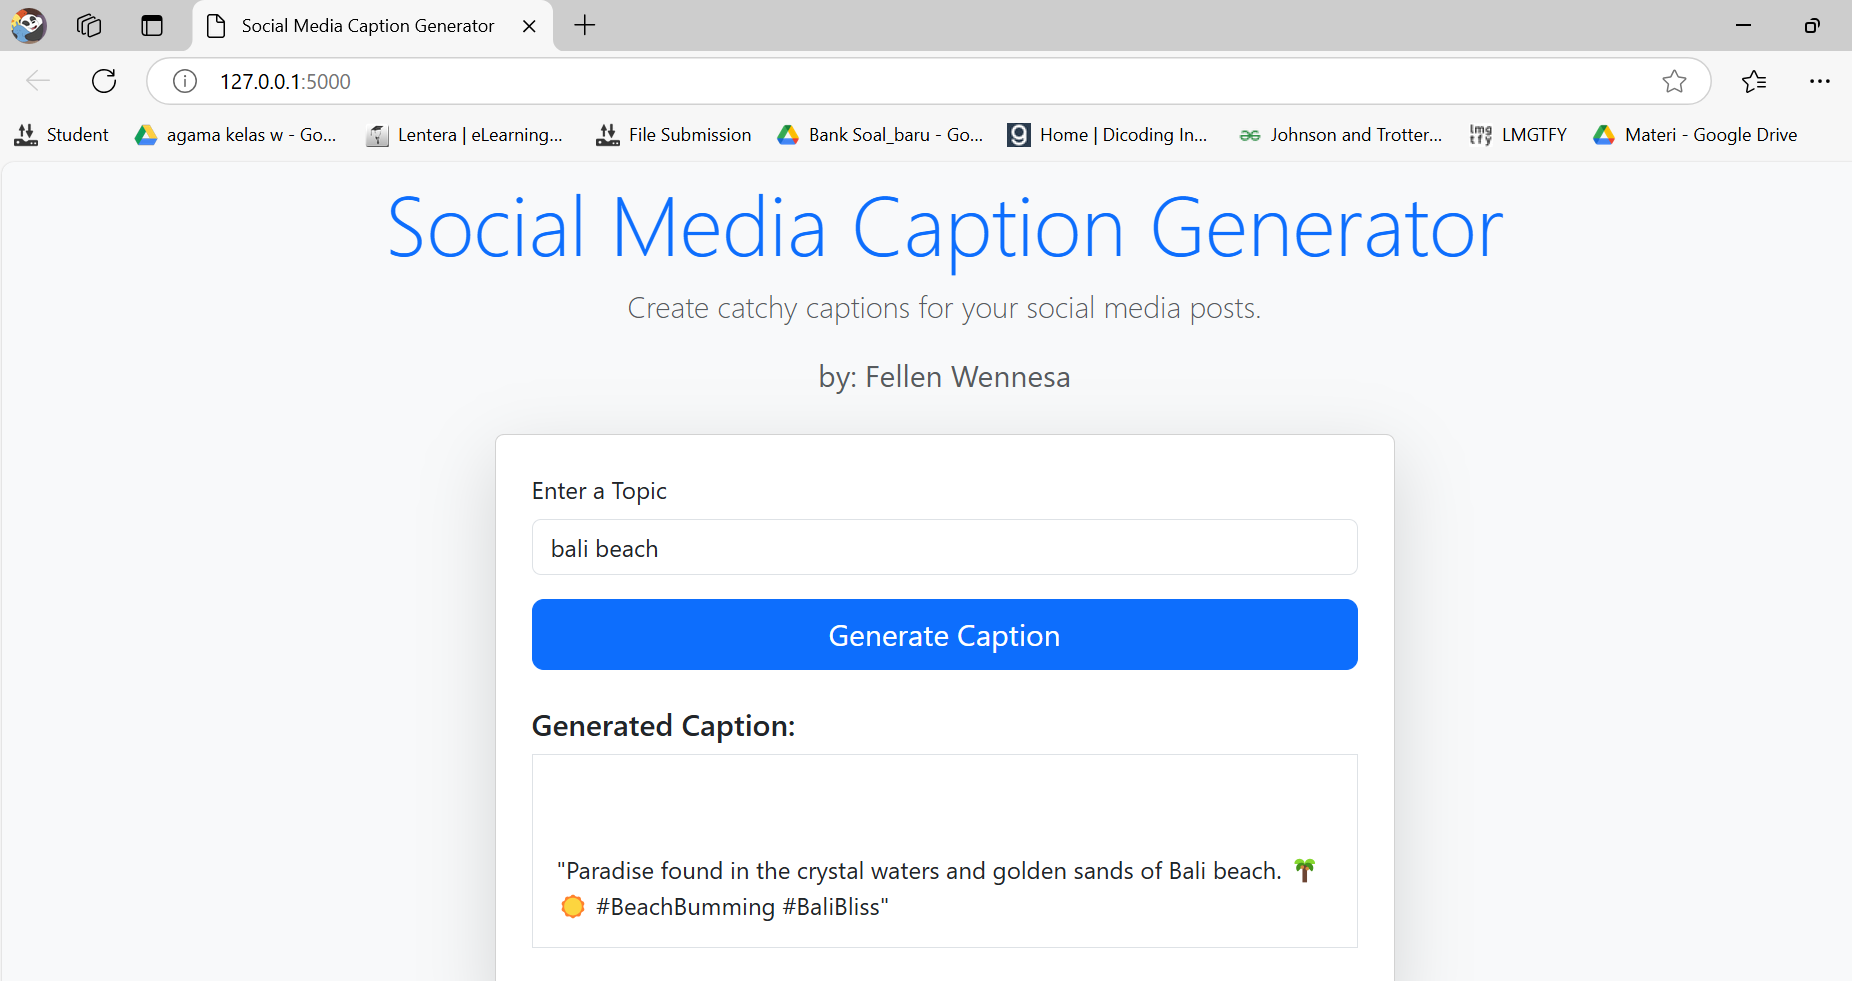 Social Media Caption Generator
127.0.0.1:5000
Student agama kelas w - Go... Lentera | eLearning... File Submission Bank Soal_baru - Go... Home | Dicoding In... Johnson and Trotter... lmg tfy LMGTFY Materi - Google Drive
Social Media Caption Generator
Create catchy captions for your social media posts.
by: Fellen Wennesa
Enter a Topic
bali beach
Generate Caption
Generated Caption:
"Paradise found in the crystal waters and golden sands of Bali beach. 🌴
☀️ #BeachBumming #BaliBliss"